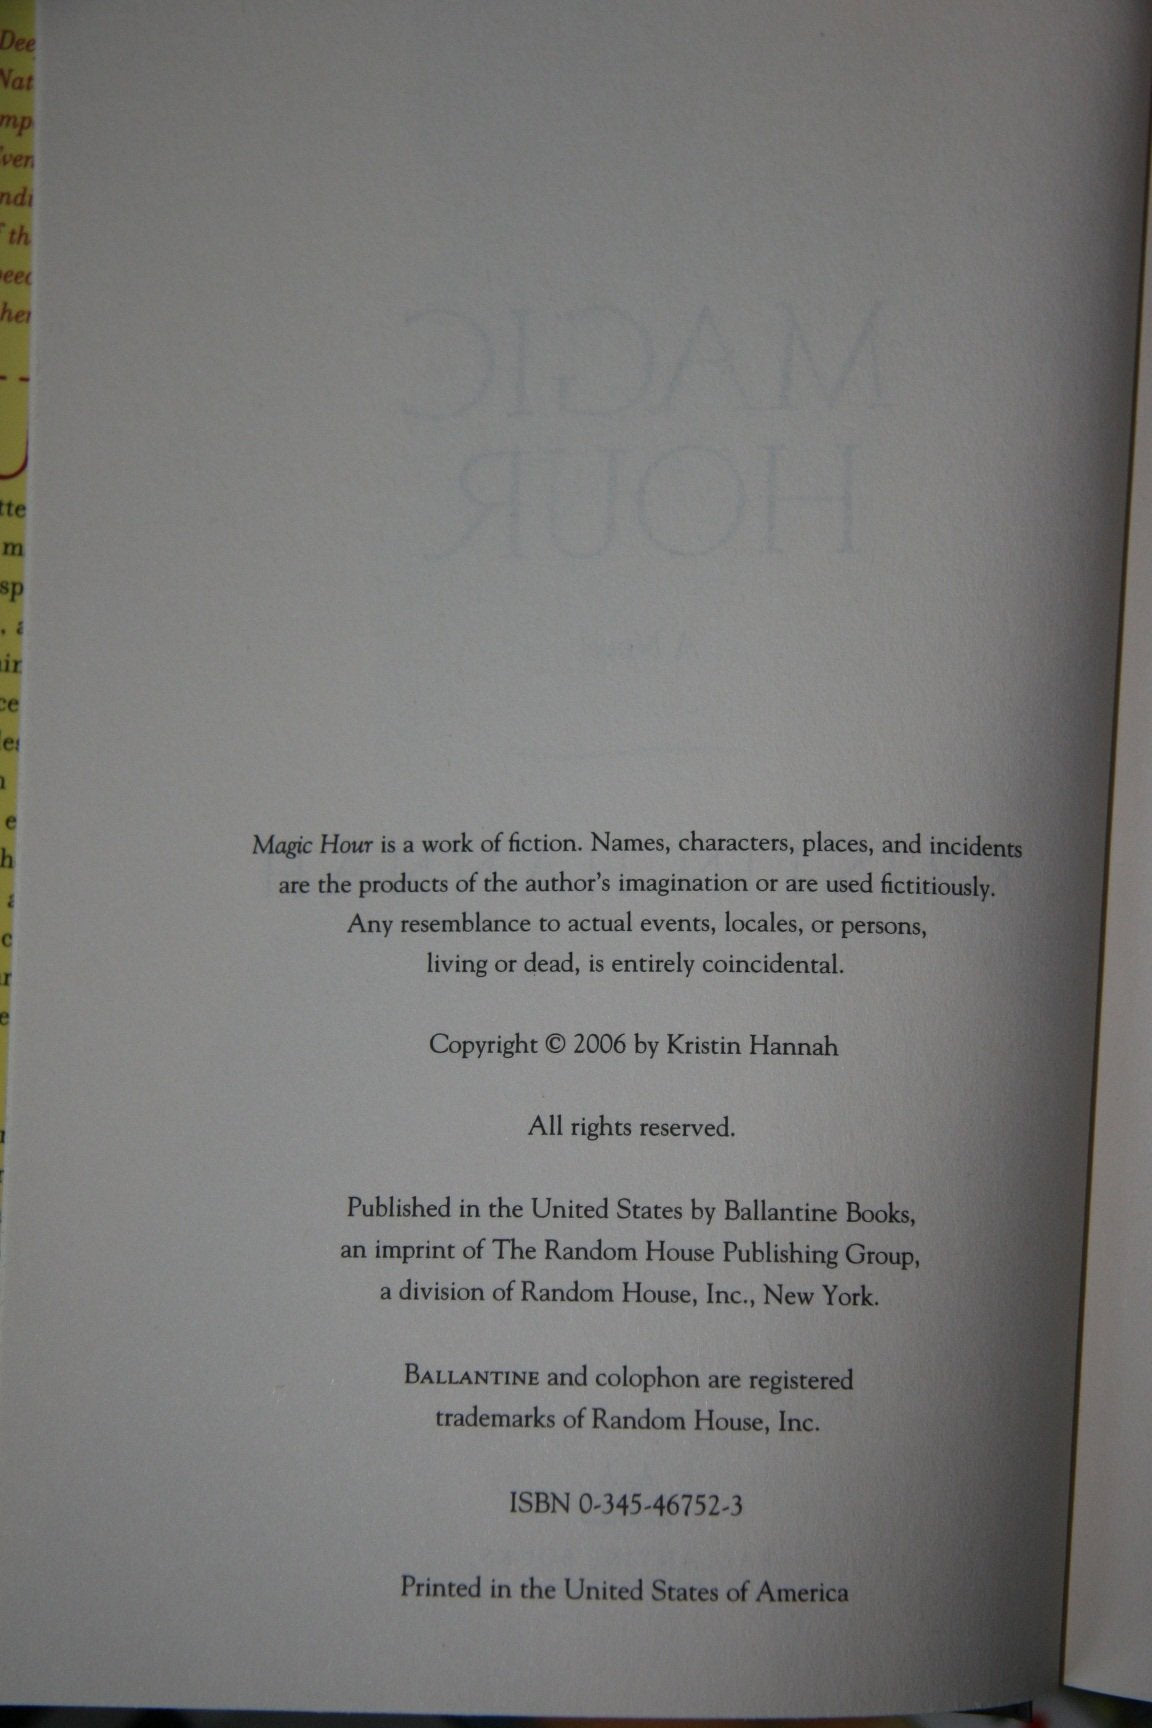 MAGIC
HOUR
Magic Hour is a work of fiction. Names, characters, places, and incidents
are the products of the author's imagination or are used fictitiously.
Any resemblance to actual events, locales, or persons,
living or dead, is entirely coincidental.
Copyright © 2006 by Kristin Hannah
All rights reserved.
Published in the United States by Ballantine Books,
an imprint of The Random House Publishing Group,
a division of Random House, Inc., New York.
BALLANTINE and colophon are registered
trademarks of Random House, Inc.
ISBN 0-345-46752-3
Printed in the United States of America